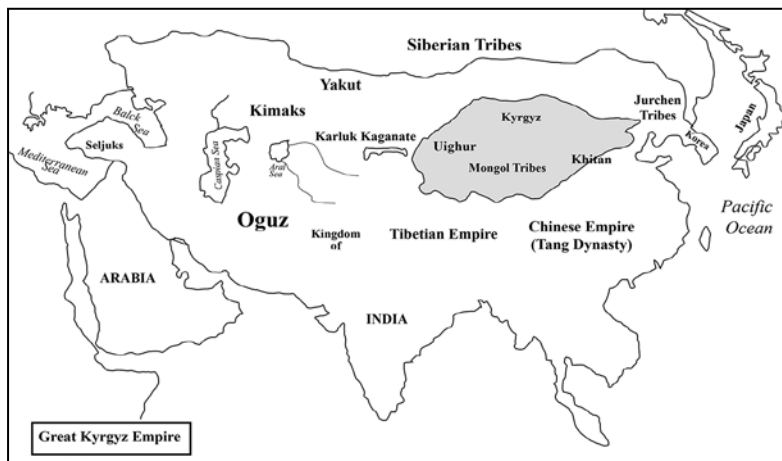 Siberian Tribes
Yakut
Kimaks
Kyrgyz
Jurchen
Tribes
Japan
Balck
Sea
Karluk Kaganate
Uighur
Korea
Seljuks
Caspian Sea
Aral
Sea
Mongol Tribes
Khitan
Mediterranean
Sea
Oguz
Kingdom
of
Tibetian Empire
Chinese Empire
(Tang Dynasty)
Pacific
Ocean
ARABIA
INDIA
Great Kyrgyz Empire